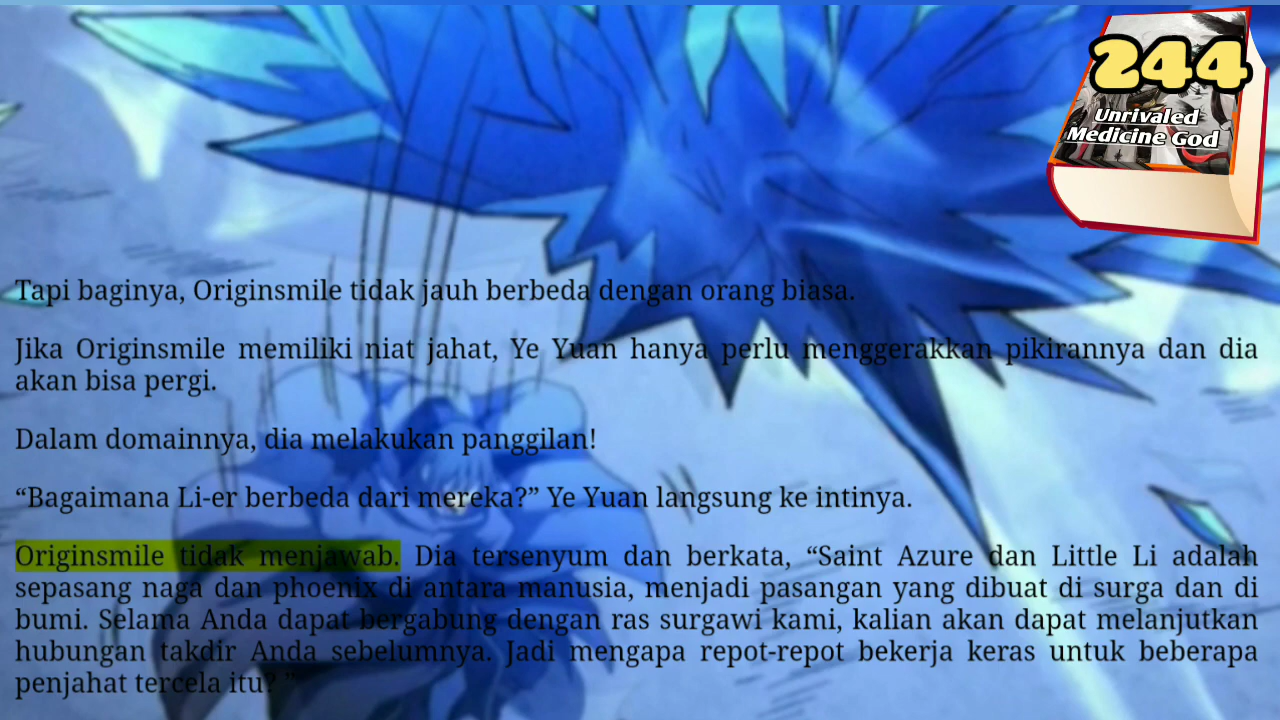 244
Unrivaled
Medicine God
Tapi baginya, Originsmile tidak jauh berbeda dengan orang biasa.
Jika Originsmile memiliki niat jahat, Ye Yuan hanya perlu menggerakkan pikirannya dan dia
akan bisa pergi.
Dalam domainnya, dia melakukan panggilan!
“Bagaimana Li-er berbeda dari mereka?” Ye Yuan langsung ke intinya.
Originsmile tidak menjawab. Dia tersenyum dan berkata, “Saint Azure dan Little Li adalah
sepasang naga dan phoenix di antara manusia, menjadi pasangan yang dibuat di surga dan di
bumi. Selama Anda dapat bergabung dengan ras surgawi kami, kalian akan dapat melanjutkan
hubungan takdir Anda sebelumnya. Jadi mengapa repot-repot bekerja keras untuk beberapa
penjahat tercela itu? ”